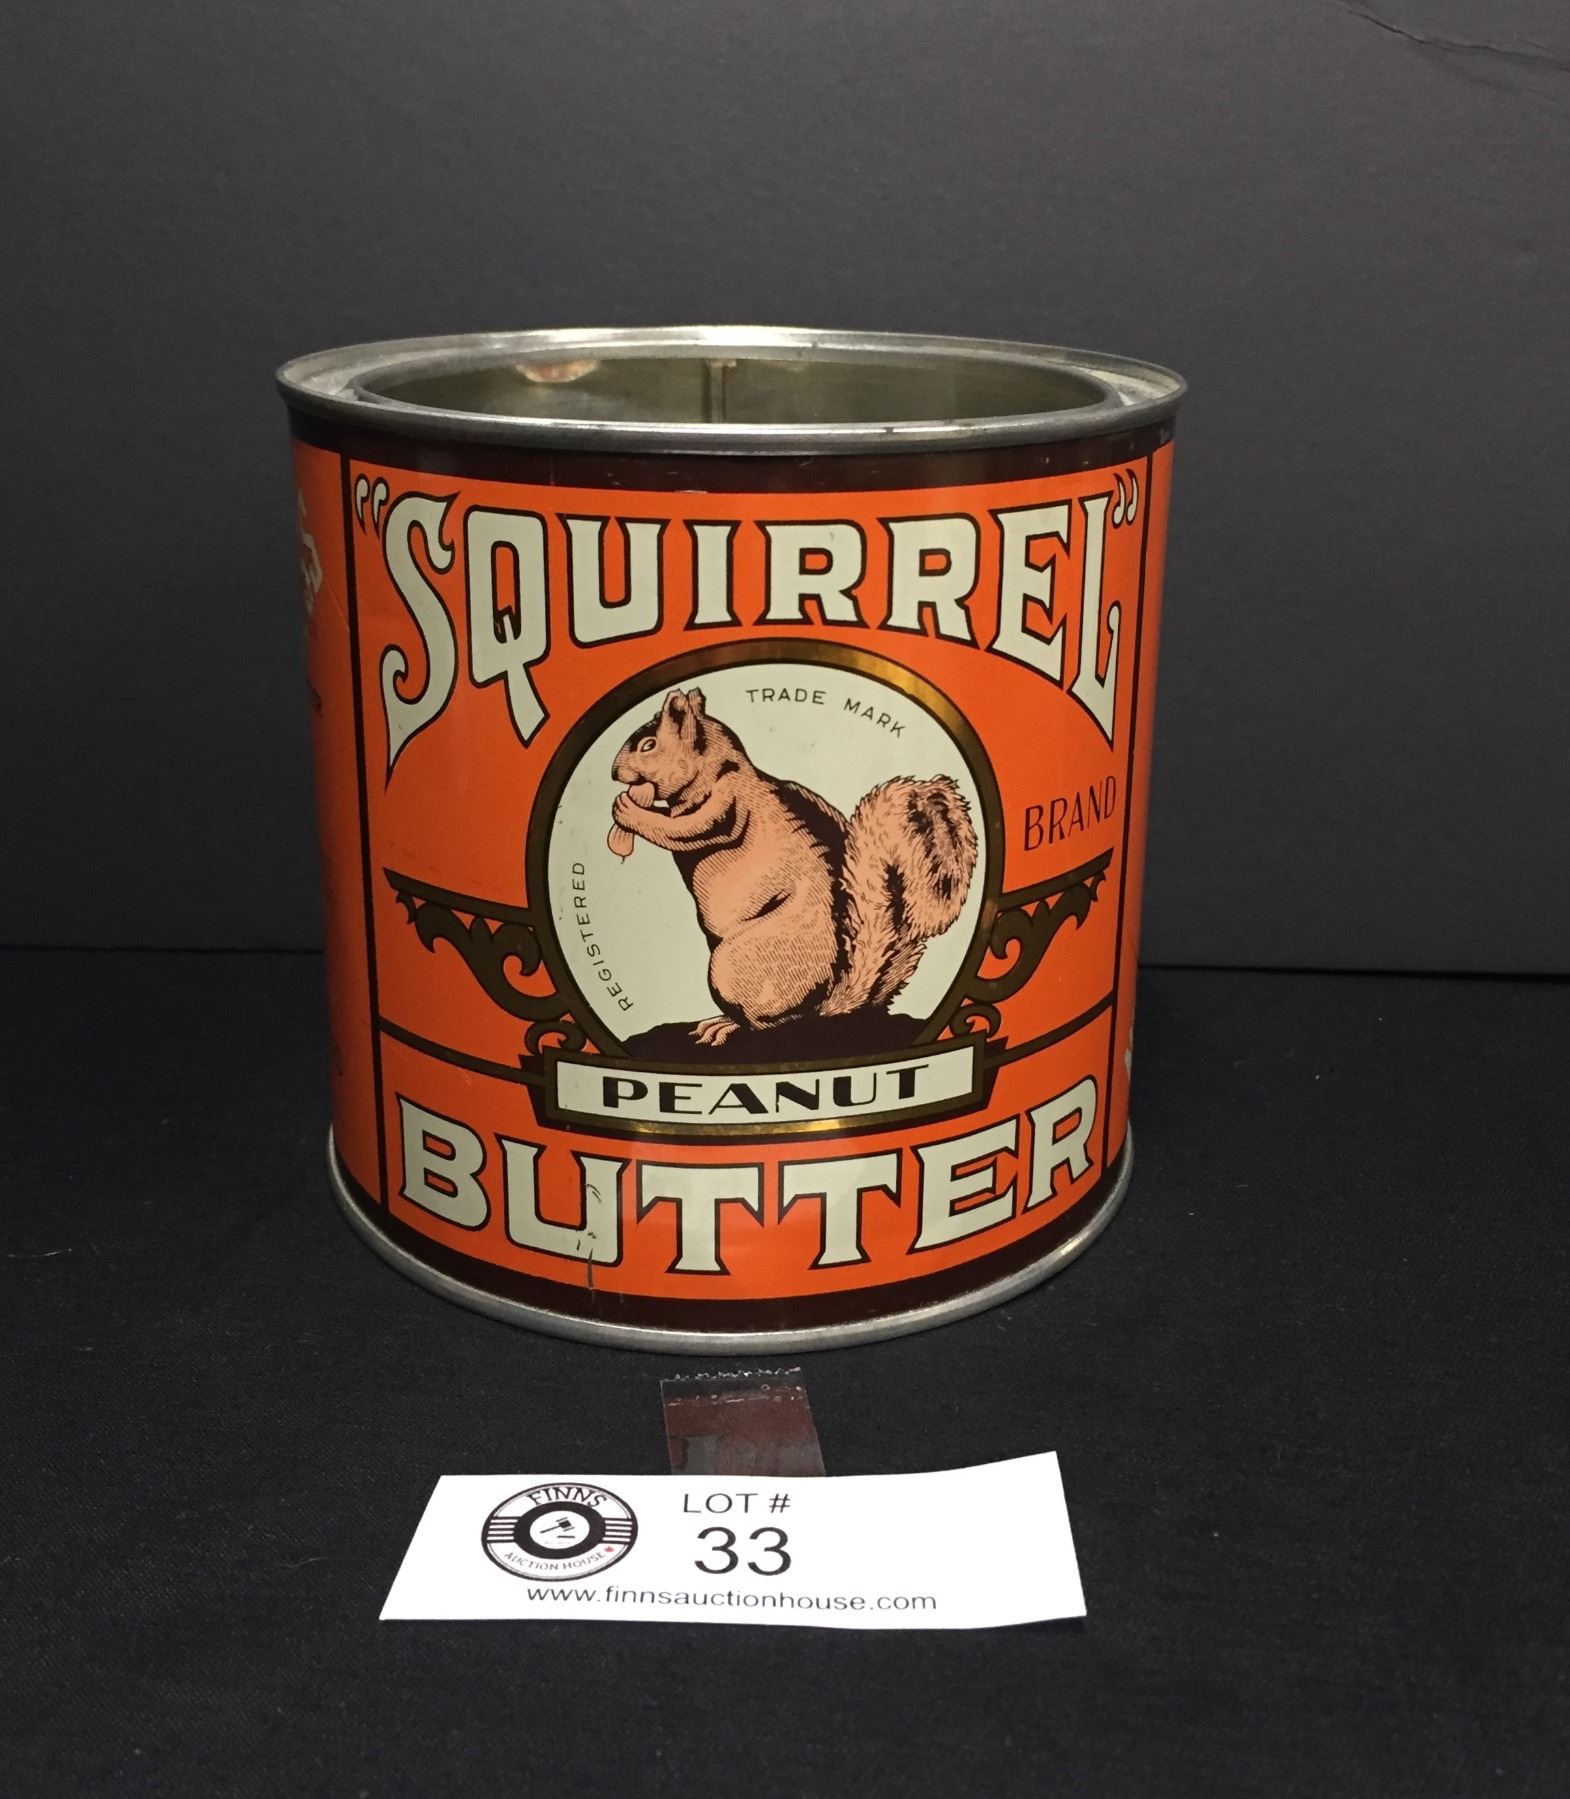 "SQUIRREL"
TRADE MARK
BRAND
REGISTERED
PEANUT
BUTTER
FINNS
AUCTION HOUSE
LOT #
33
www.finnsauctionhouse.com